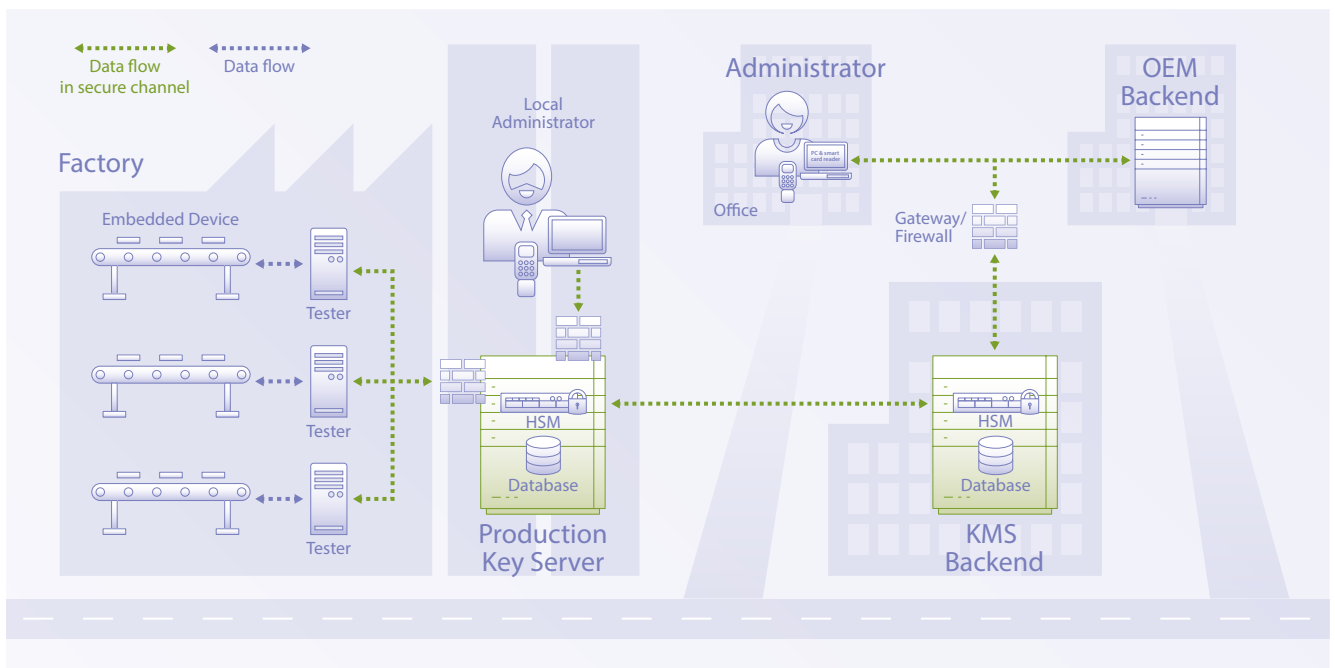 Data flow
in secure channel
Data flow
Factory
Embedded Device
Tester
Tester
Tester
Local
Administrator
HSM
Database
Production
Key Server
Administrator
PC & smart
card reader
Office
OEM
Backend
Gateway/
Firewall
HSM
Database
KMS
Backend